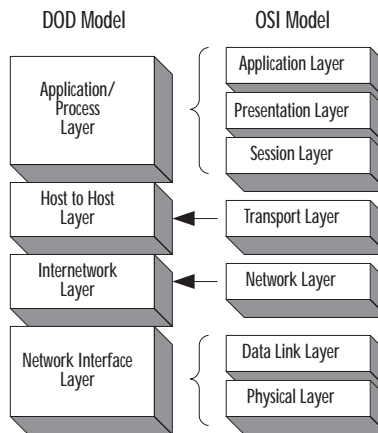 DOD Model
OSI Model
Application/
Process
Layer
Application Layer
Presentation Layer
Session Layer
Host to Host
Layer
Transport Layer
Internetwork
Layer
Network Layer
Network Interface
Layer
Data Link Layer
Physical Layer